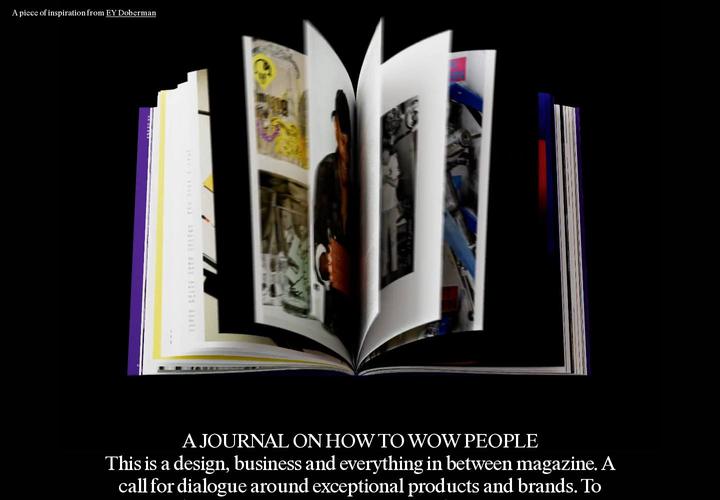 A piece of inspiration from EY Doberman
A JOURNAL ON HOW TO WOW PEOPLE
This is a design, business and everything in between magazine. A
call for dialogue around exceptional products and brands. To